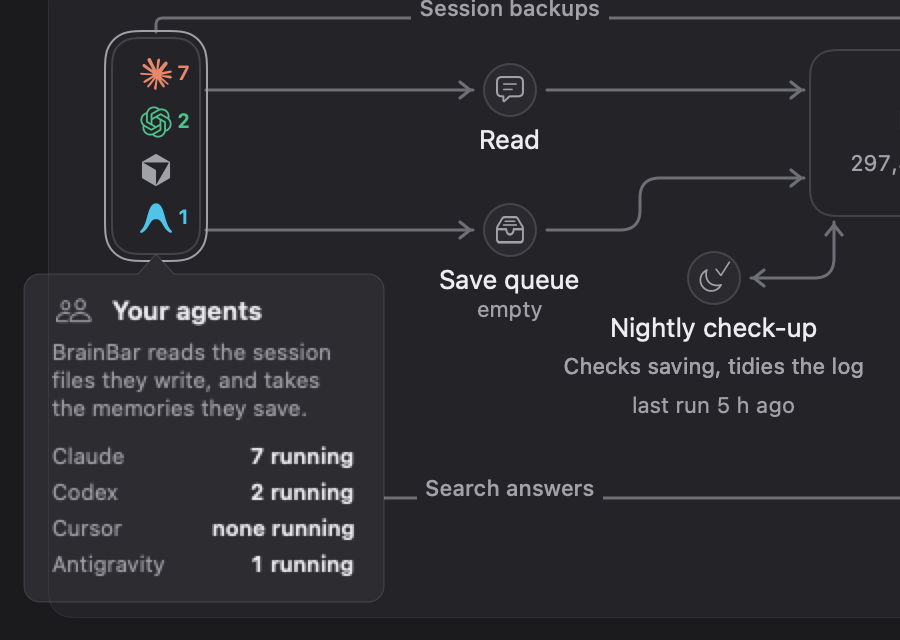 Session backups
7
2
1
Read
297,
Save queue
empty
Nightly check-up
Checks saving, tidies the log
last run 5 h ago
Your agents
BrainBar reads the session
files they write, and takes
the memories they save.
Claude 7 running
Codex 2 running
Cursor none running
Antigravity 1 running
Search answers